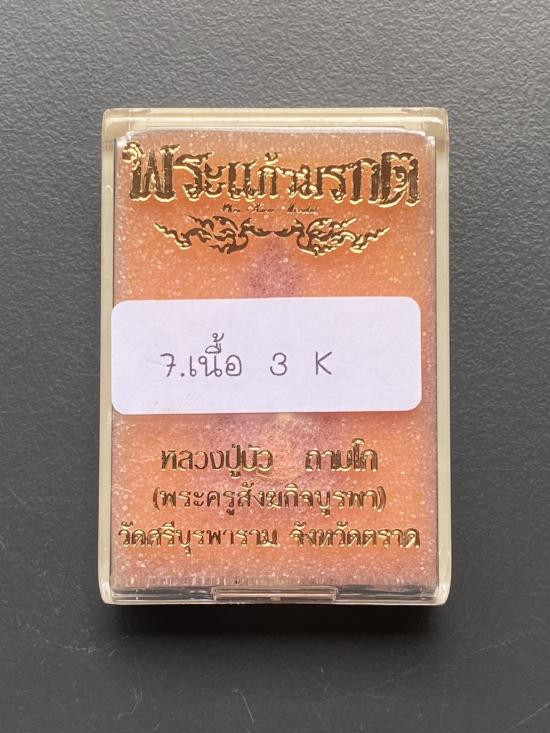 พระแก้วมรกต
7.เนื้อ 3 K
หลวงปู่บัว ถามโก
(พระครูสังฆกิจบูรพา)
วัดศรีบุรพาราม จังหวัดตราด